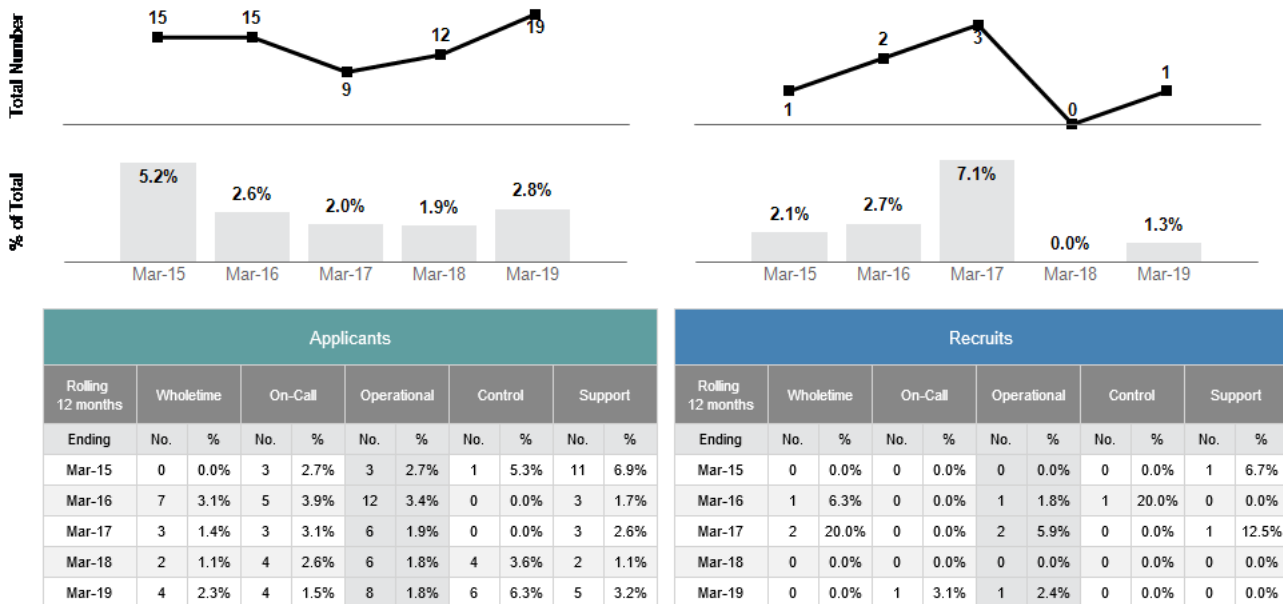 Total Number
15 15 9 12 19
1 2 3 0 1
% of Total
5.2% 2.6% 2.0% 1.9% 2.8%
2.1% 2.7% 7.1% 0.0% 1.3%
Mar-15 Mar-16 Mar-17 Mar-18 Mar-19
Mar-15 Mar-16 Mar-17 Mar-18 Mar-19
Applicants
Rolling 12 months Wholetime On-Call Operational Control Support
Ending No. % No. % No. % No. % No. %
Mar-15 0 0.0% 3 2.7% 3 2.7% 1 5.3% 11 6.9%
Mar-16 7 3.1% 5 3.9% 12 3.4% 0 0.0% 3 1.7%
Mar-17 3 1.4% 3 3.1% 6 1.9% 0 0.0% 3 2.6%
Mar-18 2 1.1% 4 2.6% 6 1.8% 4 3.6% 2 1.1%
Mar-19 4 2.3% 4 1.5% 8 1.8% 6 6.3% 5 3.2%
Recruits
Rolling 12 months Wholetime On-Call Operational Control Support
Ending No. % No. % No. % No. % No. %
Mar-15 0 0.0% 0 0.0% 0 0.0% 0 0.0% 1 6.7%
Mar-16 1 6.3% 0 0.0% 1 1.8% 1 20.0% 0 0.0%
Mar-17 2 20.0% 0 0.0% 2 5.9% 0 0.0% 1 12.5%
Mar-18 0 0.0% 0 0.0% 0 0.0% 0 0.0% 0 0.0%
Mar-19 0 0.0% 1 3.1% 1 2.4% 0 0.0% 0 0.0%